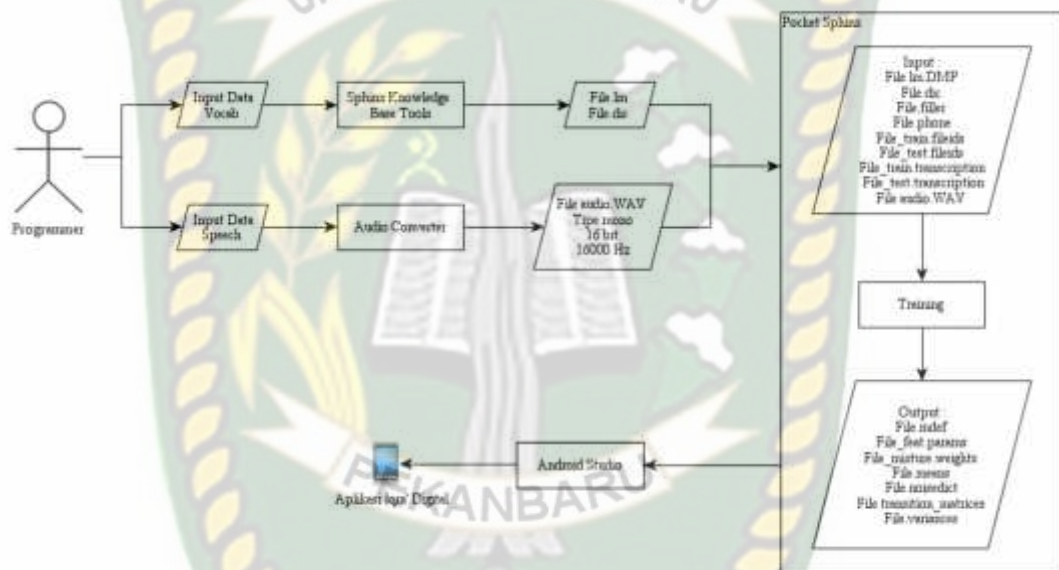 Pocket Sphinx
Programmer
Input Data
Vocab
Sphinx Knowledge
Base Tools
File.lm
File.dic
Input Data
Speech
Audio Converter
File audio.WAV
Type mono
16 bit
16000 Hz
Input :
File.lm.DMP
File.dic
File.filler
File.phone
File_train.fileids
File_test.fileids
File_train.transcription
File_test.transcription
File audio.WAV
Training
Output :
File.mdef
File_feat.params
File_mixture.weights
File.means
File.noisedict
File.transition_matrices
File.variances
Android Studio
Aplikasi Iqra' Digital
PEKANBARU